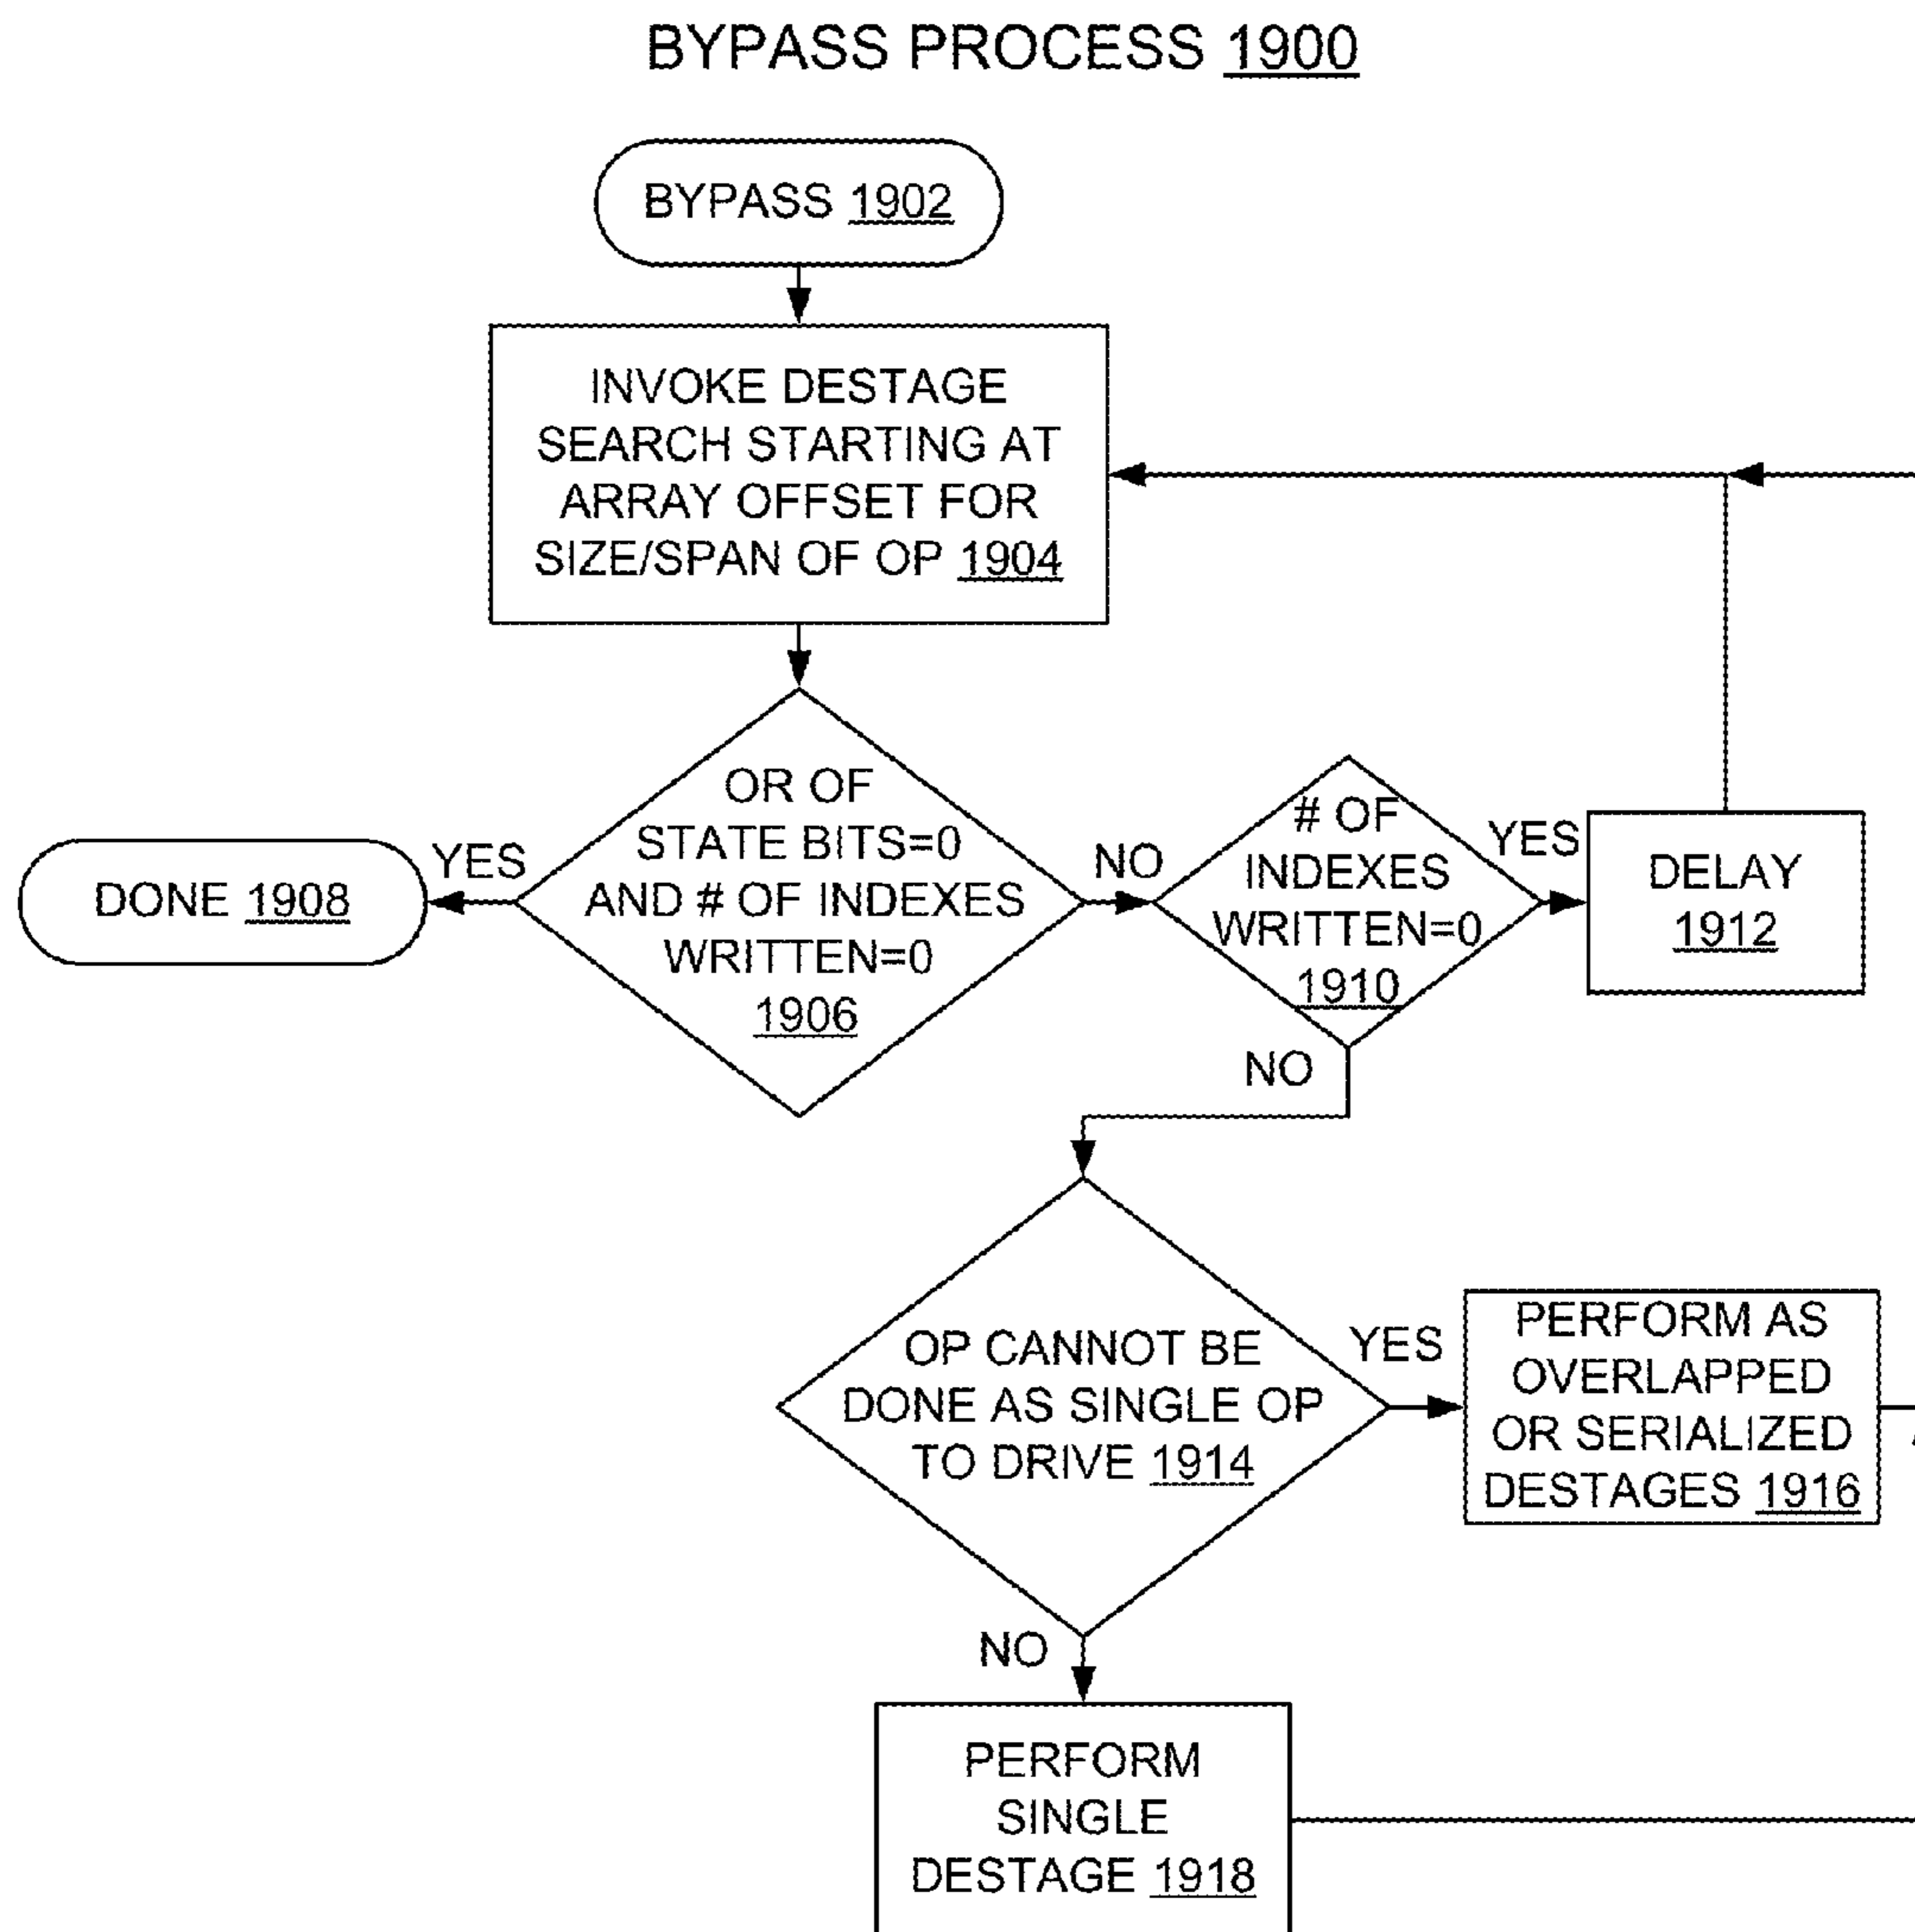 BYPASS PROCESS 1900
BYPASS 1902
INVOKE DESTAGE
SEARCH STARTING AT
ARRAY OFFSET FOR
SIZE/SPAN OF OP 1904
OR OF
STATE BITS=0
AND # OF INDEXES
WRITTEN=0
1906
YES
DONE 1908
NO
# OF
INDEXES
WRITTEN=0
1910
YES
DELAY
1912
NO
OP CANNOT BE
DONE AS SINGLE OP
TO DRIVE 1914
YES
PERFORM AS
OVERLAPPED
OR SERIALIZED
DESTAGES 1916
NO
PERFORM
SINGLE
DESTAGE 1918